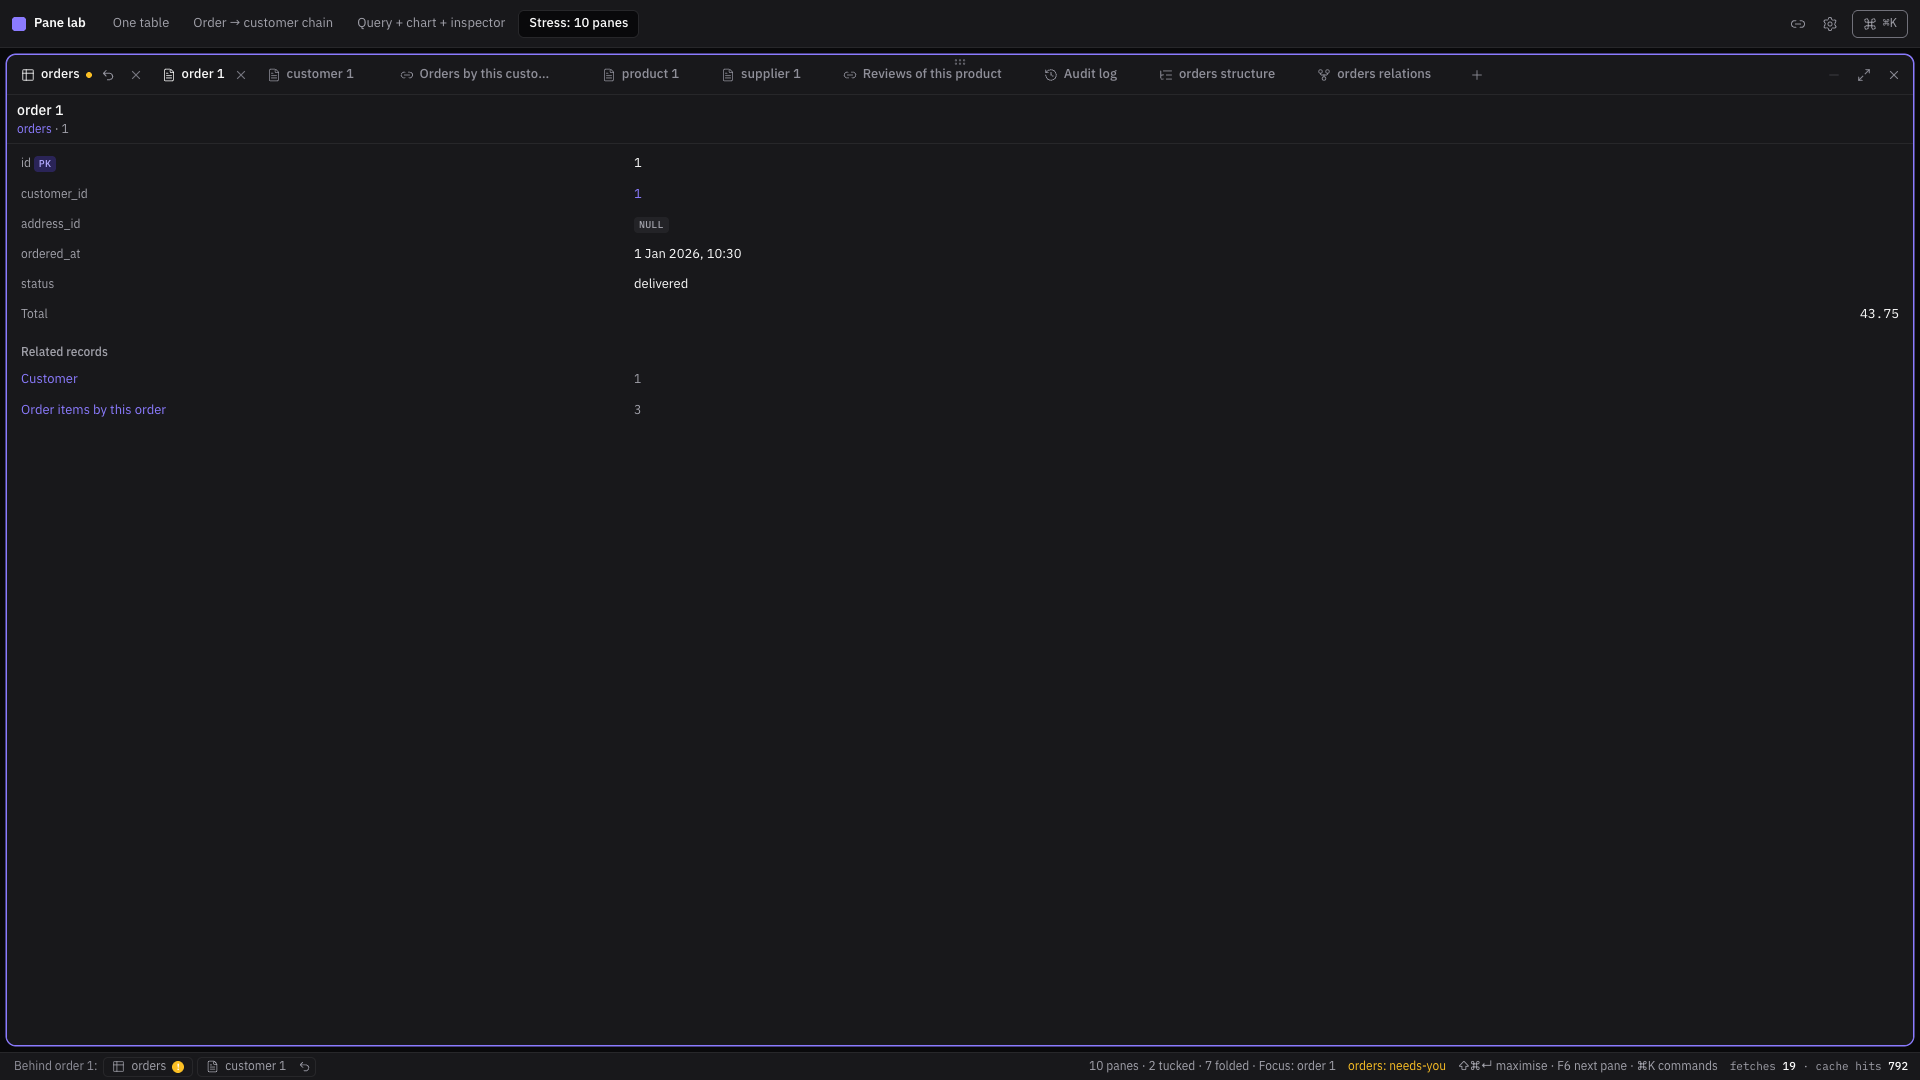 Pane lab One table Order → customer chain Query + chart + inspector Stress: 10 panes ⌘ ⌘K
orders order 1 customer 1 Orders by this custo... product 1 supplier 1 Reviews of this product Audit log orders structure orders relations
order 1
orders · 1
id PK 1
customer_id 1
address_id NULL
ordered_at 1 Jan 2026, 10:30
status delivered
Total 43.75
Related records
Customer 1
Order items by this order 3
Behind order 1: orders ! customer 1 10 panes · 2 tucked · 7 folded · Focus: order 1 orders: needs-you ⇧⌘↵ maximise · F6 next pane · ⌘K commands fetches 19 · cache hits 792